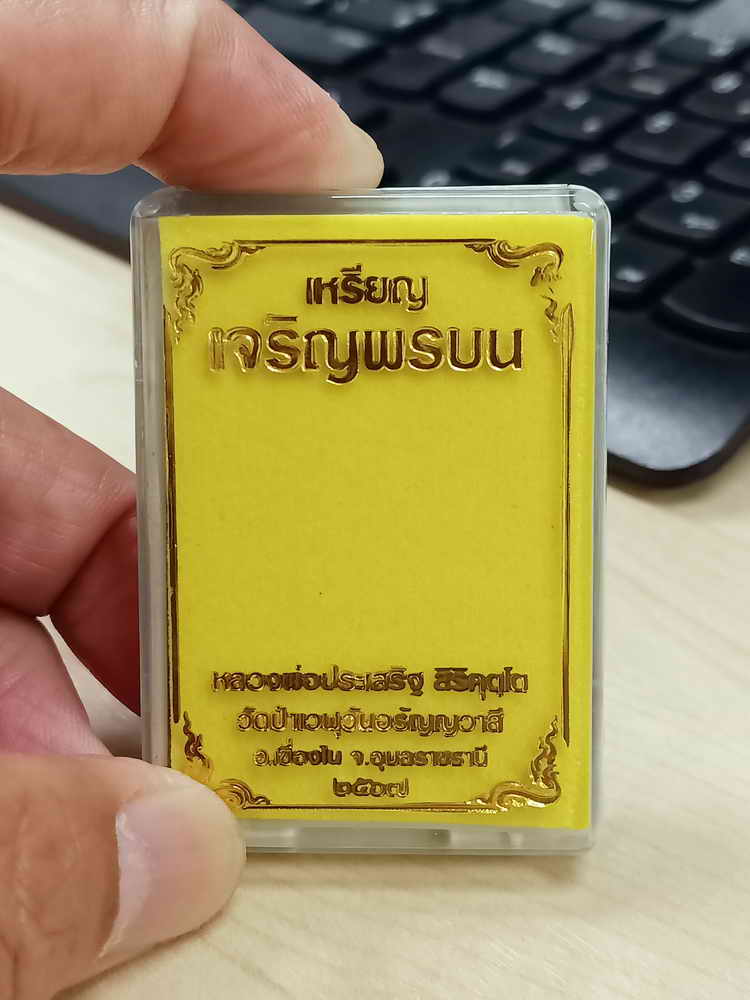 เหรียญ
เจริญพรบน
หลวงพ่อประเสริฐ สิริคุตฺโต
วัดป่าเวฬุวันอรัญญวาสี
อ.เขื่องใน จ.อุบลราชธานี
๒๕๖๗